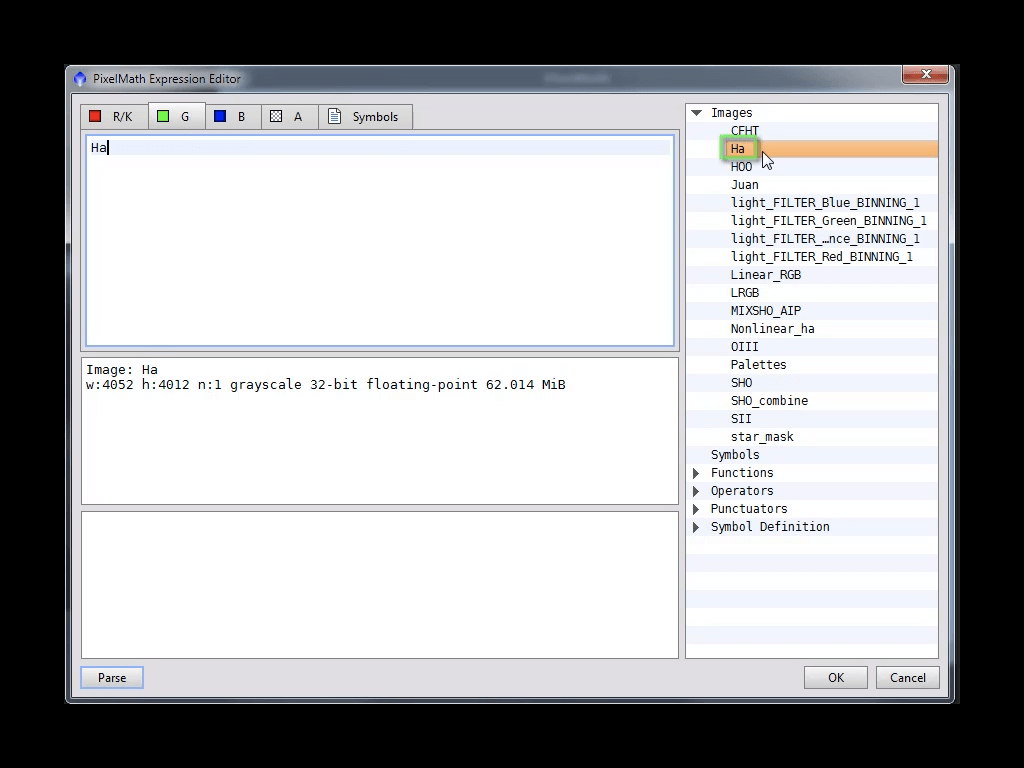 PixelMath Expression Editor
R/K G B A Symbols
Ha
Image: Ha
w:4052 h:4012 n:1 grayscale 32-bit floating-point 62.014 MiB
Images
CFHT
Ha
HOO
Juan
light_FILTER_Blue_BINNING_1
light_FILTER_Green_BINNING_1
light_FILTER_…nce_BINNING_1
light_FILTER_Red_BINNING_1
Linear_RGB
LRGB
MIXSHO_AIP
Nonlinear_ha
OIII
Palettes
SHO
SHO_combine
SII
star_mask
Symbols
Functions
Operators
Punctuators
Symbol Definition
Parse OK Cancel